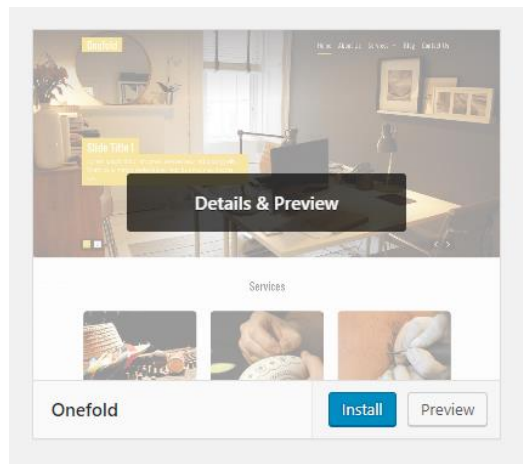 Onefold
Home About Us Services Blog Contact Us
Slide Title 1
Details & Preview
Services
Onefold
Install
Preview